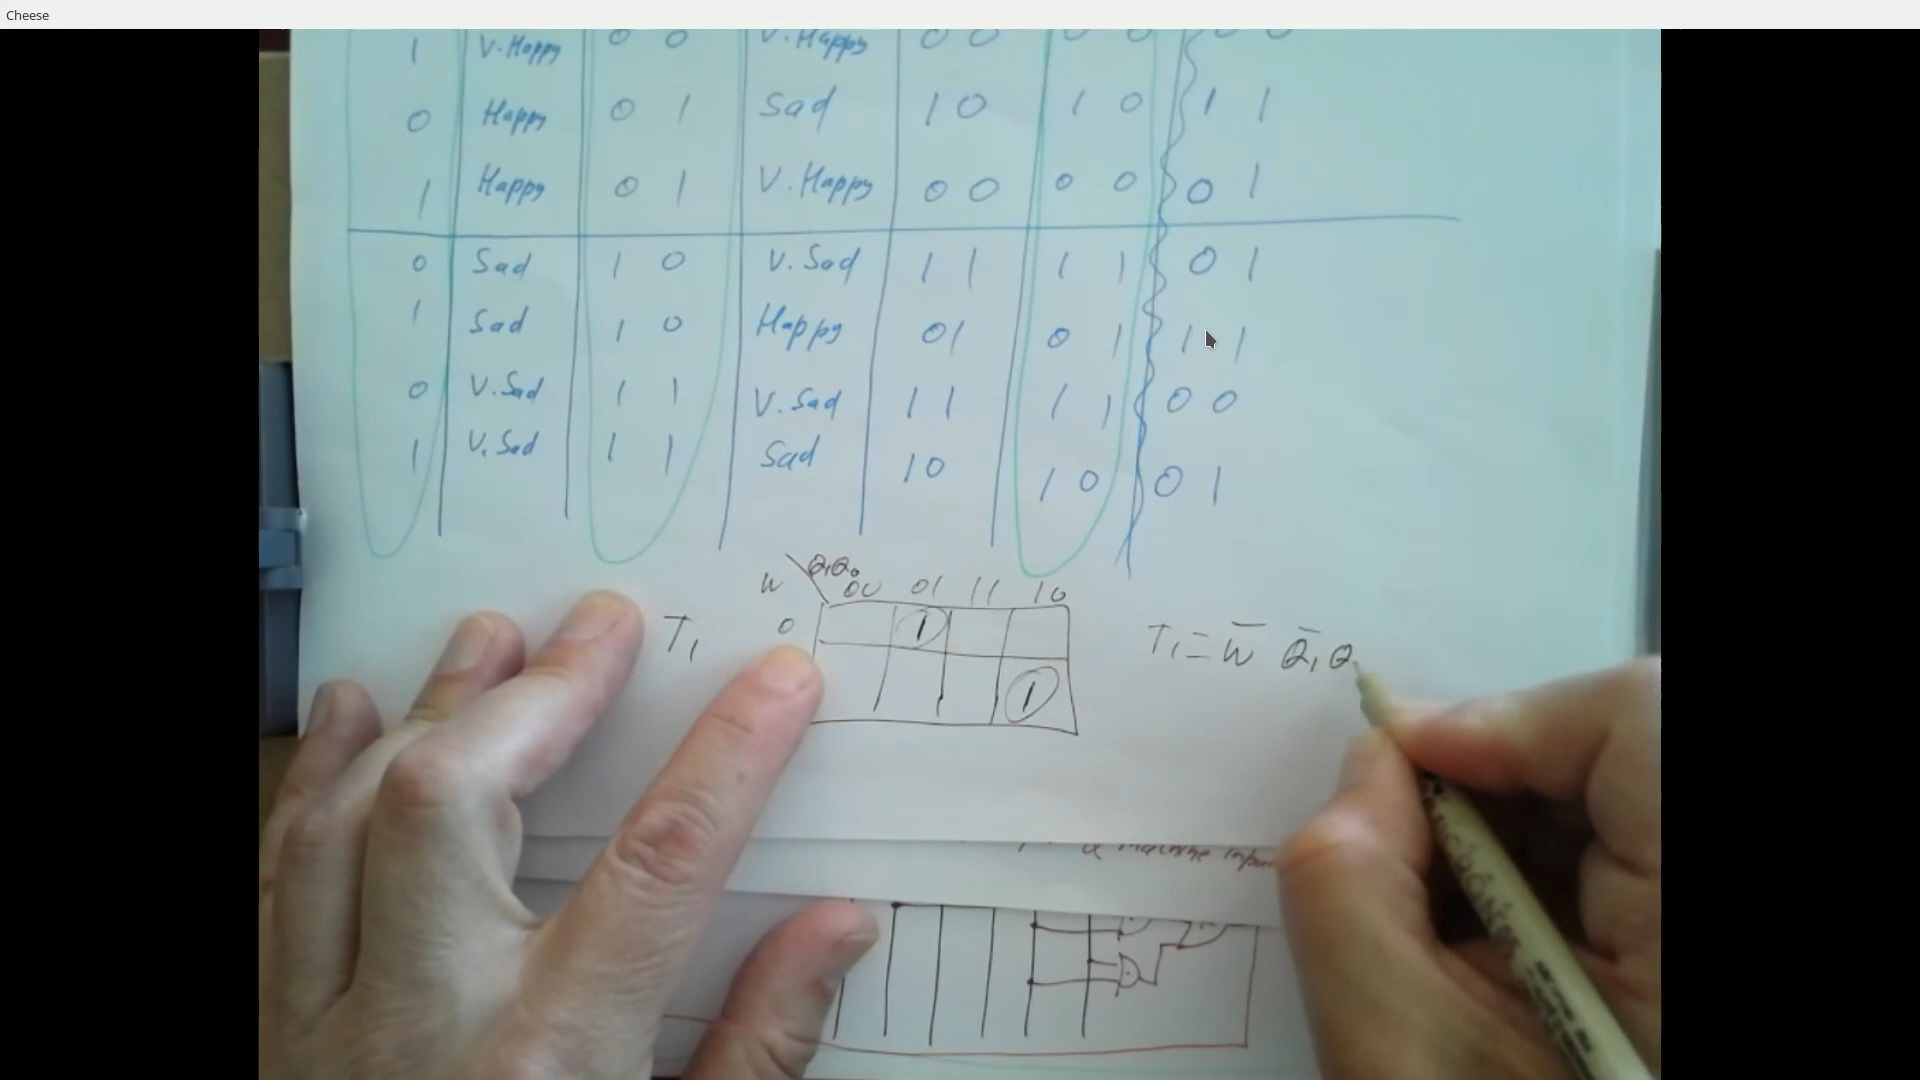 Cheese
1 V.Happy 0 0 V.Happy 0 0 0 0 0 0
0 Happy 0 1 Sad 1 0 1 0 1 1
1 Happy 0 1 V.Happy 0 0 0 0 0 1
0 Sad 1 0 V.Sad 1 1 1 1 0 1
1 Sad 1 0 Happy 0 1 0 1 1 1
0 V.Sad 1 1 V.Sad 1 1 1 1 0 0
1 V.Sad 1 1 Sad 1 0 1 0 0 1
Q₁Q₀
w 00 01 11 10
T₁ 0 1 T₁ = w̅ Q̅₁Q
1
a machine